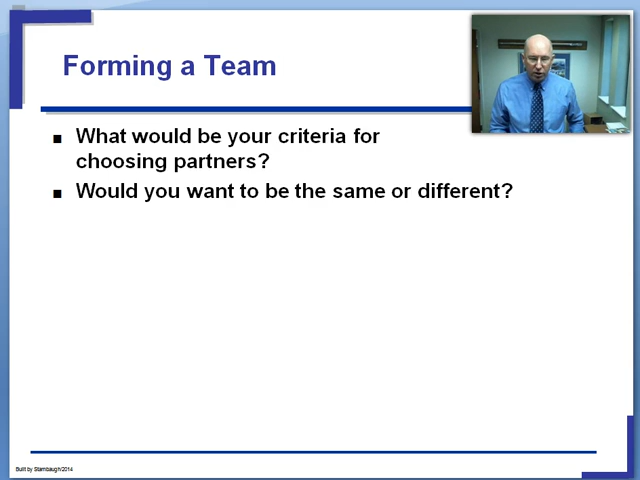 Forming a Team
What would be your criteria for
choosing partners?
Would you want to be the same or different?
Built by Stambaugh/2014